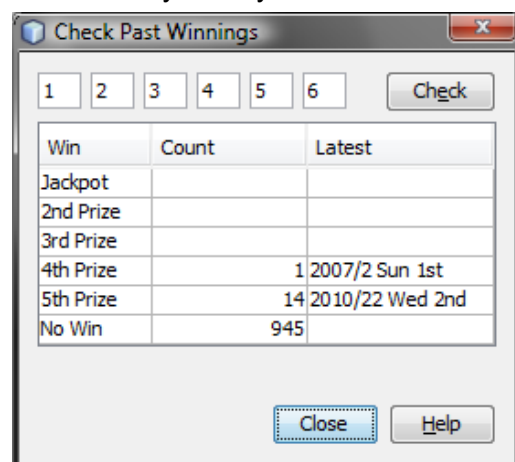 Check Past Winnings
1 2 3 4 5 6 Check
Win Count Latest
Jackpot
2nd Prize
3rd Prize
4th Prize 1 2007/2 Sun 1st
5th Prize 14 2010/22 Wed 2nd
No Win 945
Close Help